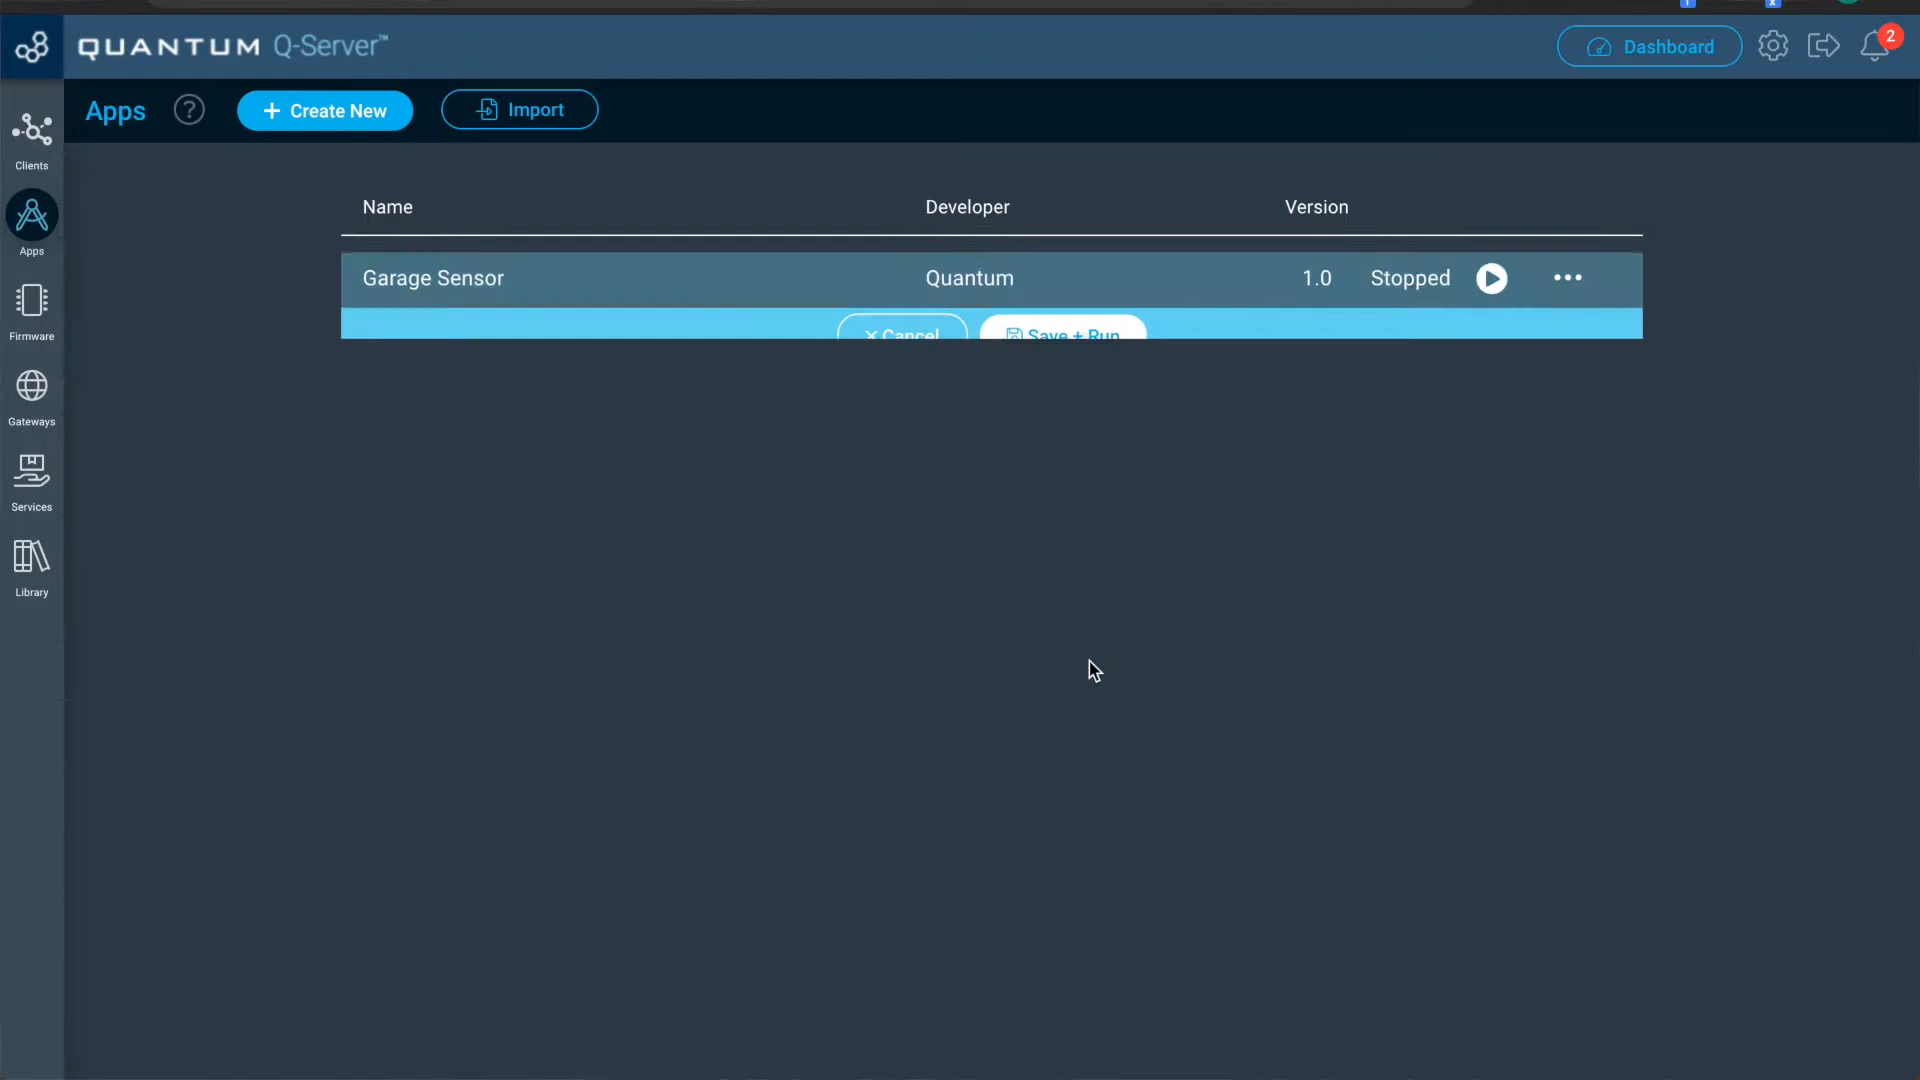 QUANTUM Q-Server™
Dashboard
2
Apps
?
+ Create New
Import
Clients
Apps
Firmware
Gateways
Services
Library
Name Developer Version
Garage Sensor Quantum 1.0 Stopped •••
× Cancel Save + Run